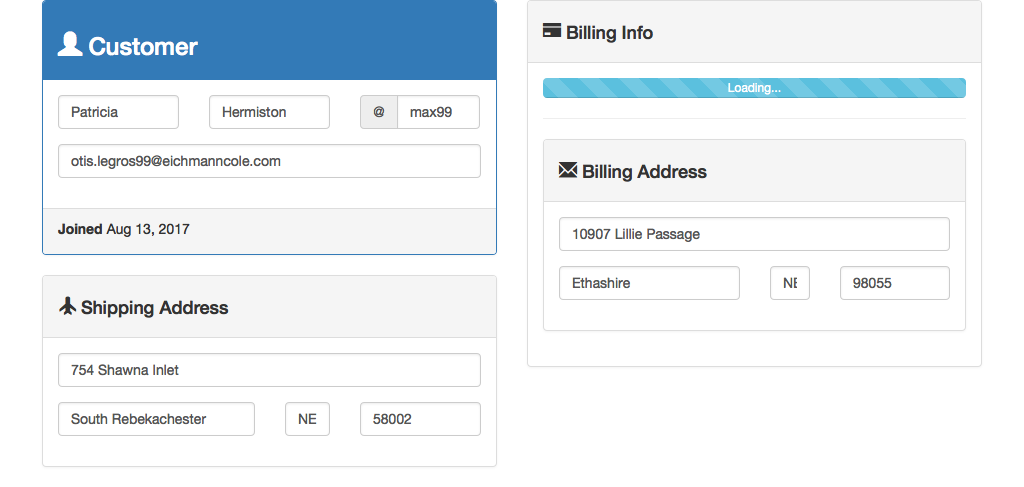 Customer
Patricia Hermiston @ max99
otis.legros99@eichmanncole.com
Joined Aug 13, 2017
Shipping Address
754 Shawna Inlet
South Rebekachester NE 58002
Billing Info
Loading...
Billing Address
10907 Lillie Passage
Ethashire NE 98055